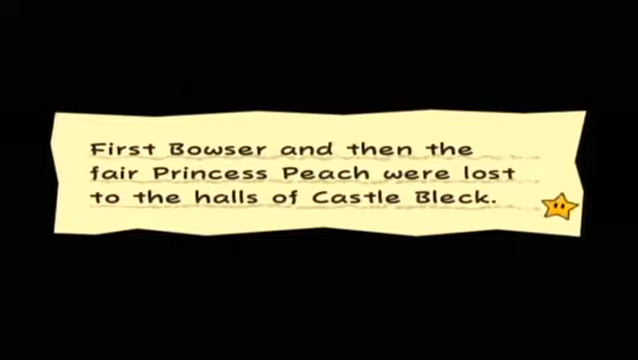 First Bowser and then the
fair Princess Peach were lost
to the halls of Castle Bleck.